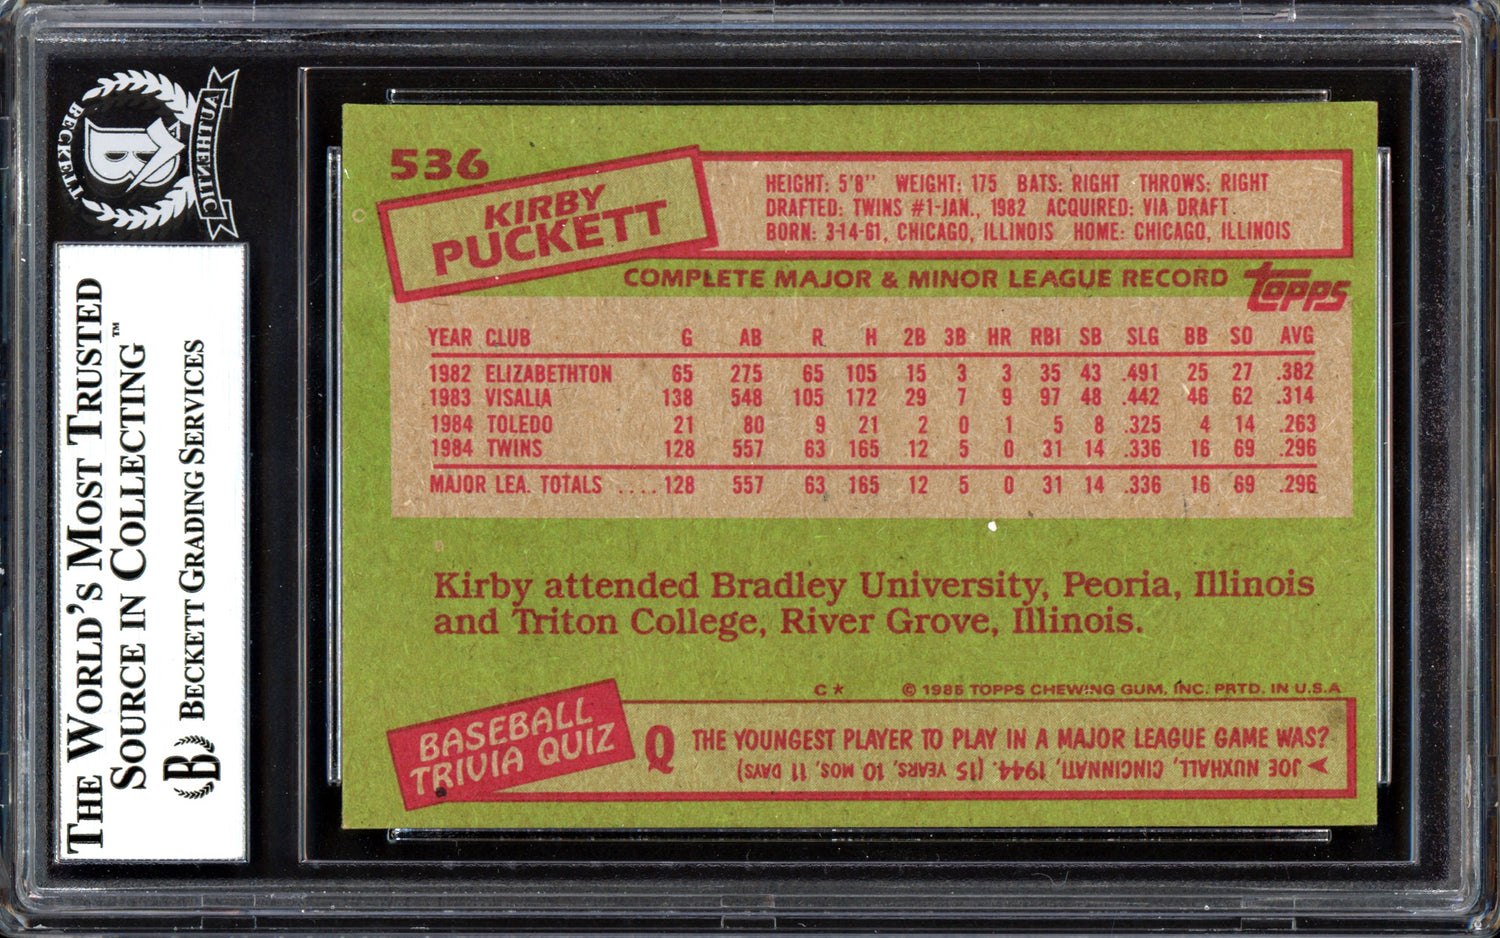 BECKETT
AUTHENTIC
B
THE WORLD'S MOST TRUSTED
SOURCE IN COLLECTING™
B BECKETT GRADING SERVICES
536
KIRBY
PUCKETT
HEIGHT: 5'8" WEIGHT: 175 BATS: RIGHT THROWS: RIGHT
DRAFTED: TWINS #1-JAN., 1982 ACQUIRED: VIA DRAFT
BORN: 3-14-61, CHICAGO, ILLINOIS HOME: CHICAGO, ILLINOIS
COMPLETE MAJOR & MINOR LEAGUE RECORD
topps
YEAR CLUB G AB R H 2B 3B HR RBI SB SLG BB SO AVG
1982 ELIZABETHTON 65 275 65 105 15 3 3 35 43 .491 25 27 .382
1983 VISALIA 138 548 105 172 29 7 9 97 48 .442 46 62 .314
1984 TOLEDO 21 80 9 21 2 0 1 5 8 .325 4 14 .263
1984 TWINS 128 557 63 165 12 5 0 31 14 .336 16 69 .296
MAJOR LEA. TOTALS ....128 557 63 165 12 5 0 31 14 .336 16 69 .296
Kirby attended Bradley University, Peoria, Illinois
and Triton College, River Grove, Illinois.
C★ © 1985 TOPPS CHEWING GUM, INC. PRTD. IN U.S.A
BASEBALL
TRIVIA QUIZ
Q THE YOUNGEST PLAYER TO PLAY IN A MAJOR LEAGUE GAME WAS?
A JOE NUXHALL, CINCINNATI, 1944. (15 YEARS, 10 MOS, 11 DAYS)